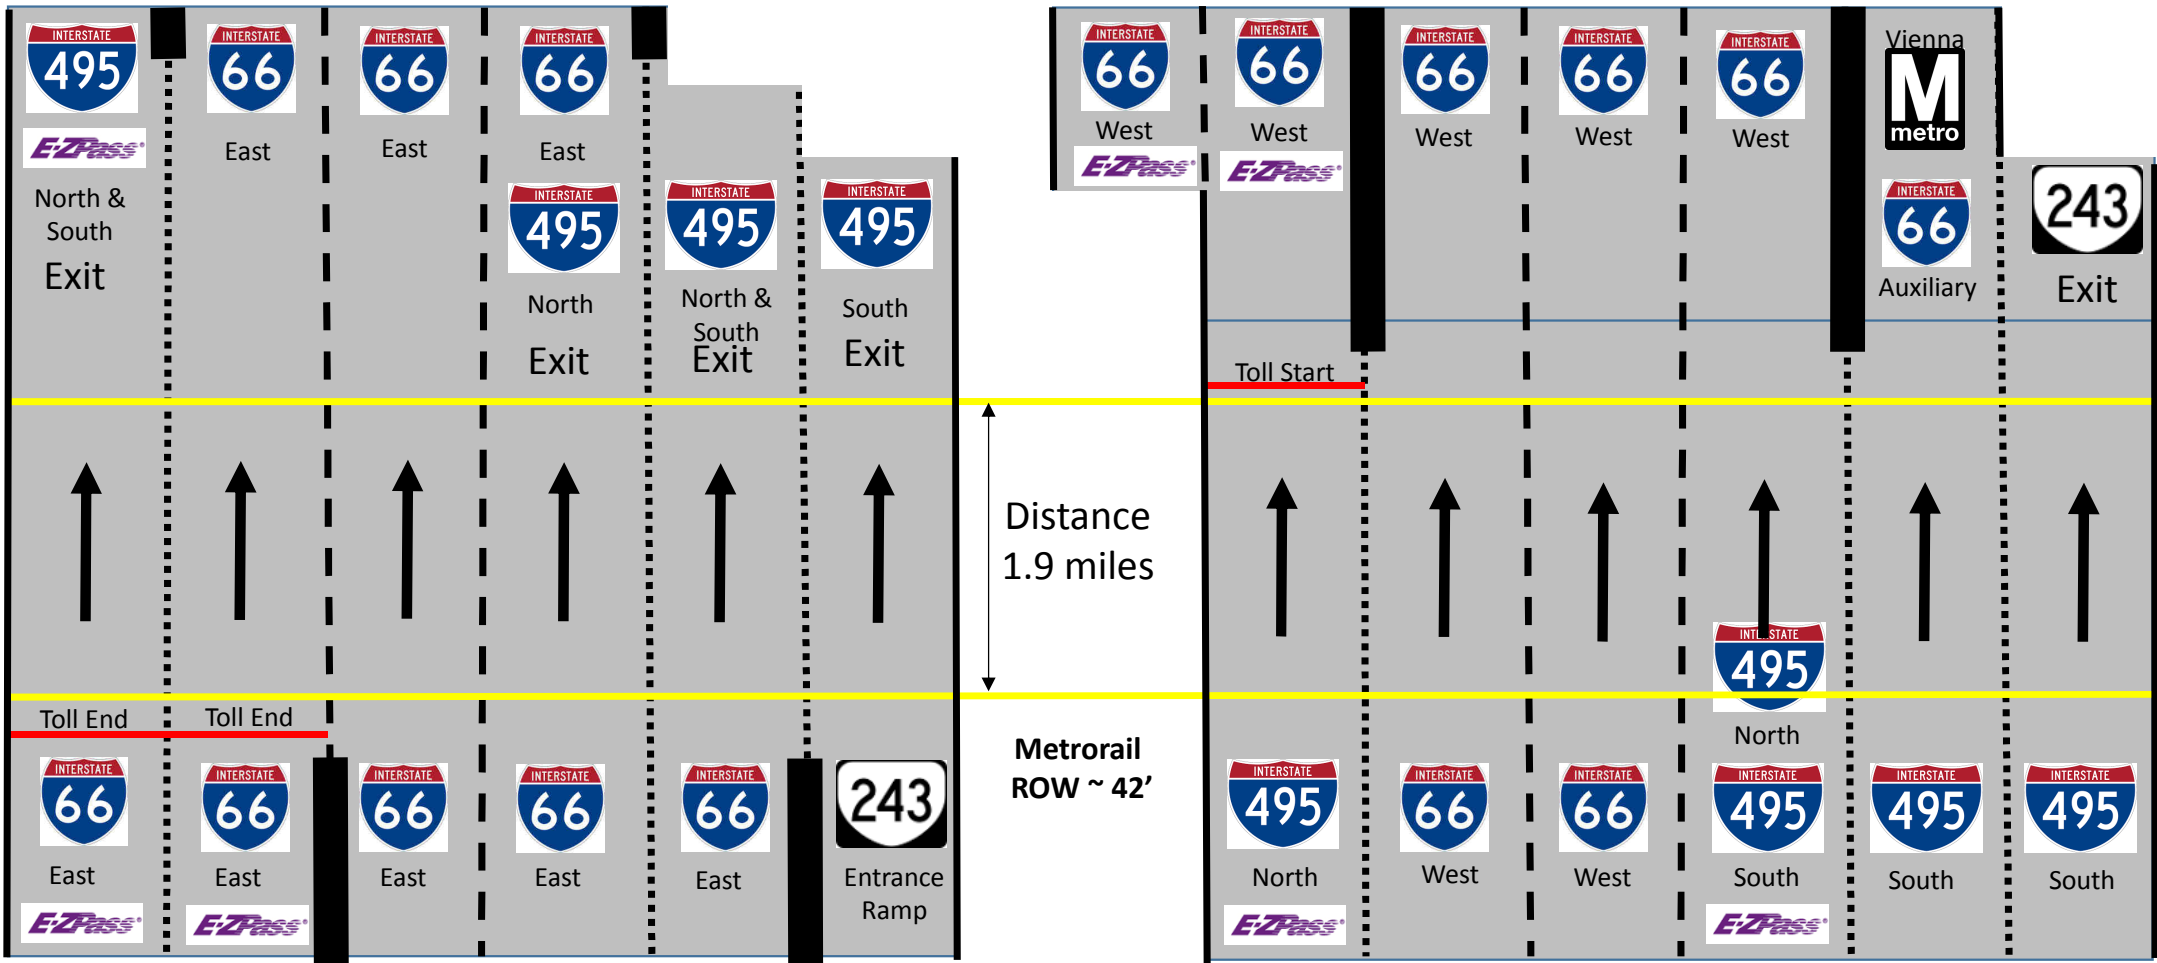 INTERSTATE
495
E-ZPass
North &
South
Exit
INTERSTATE
66
East
INTERSTATE
66
East
INTERSTATE
66
East
INTERSTATE
495
North
Exit
INTERSTATE
495
North &
South
Exit
INTERSTATE
495
South
Exit
Toll End
Toll End
INTERSTATE
66
East
E-ZPass
INTERSTATE
66
East
E-ZPass
INTERSTATE
66
East
INTERSTATE
66
East
INTERSTATE
66
East
243
Entrance
Ramp
Distance
1.9 miles
Metrorail
ROW ~ 42’
INTERSTATE
66
West
E-ZPass
INTERSTATE
66
West
E-ZPass
INTERSTATE
66
West
INTERSTATE
66
West
INTERSTATE
66
West
Vienna
M
metro
INTERSTATE
66
Auxiliary
243
Exit
Toll Start
INTERSTATE
495
North
INTERSTATE
495
North
E-ZPass
INTERSTATE
66
West
INTERSTATE
66
West
INTERSTATE
495
South
E-ZPass
INTERSTATE
495
South
INTERSTATE
495
South